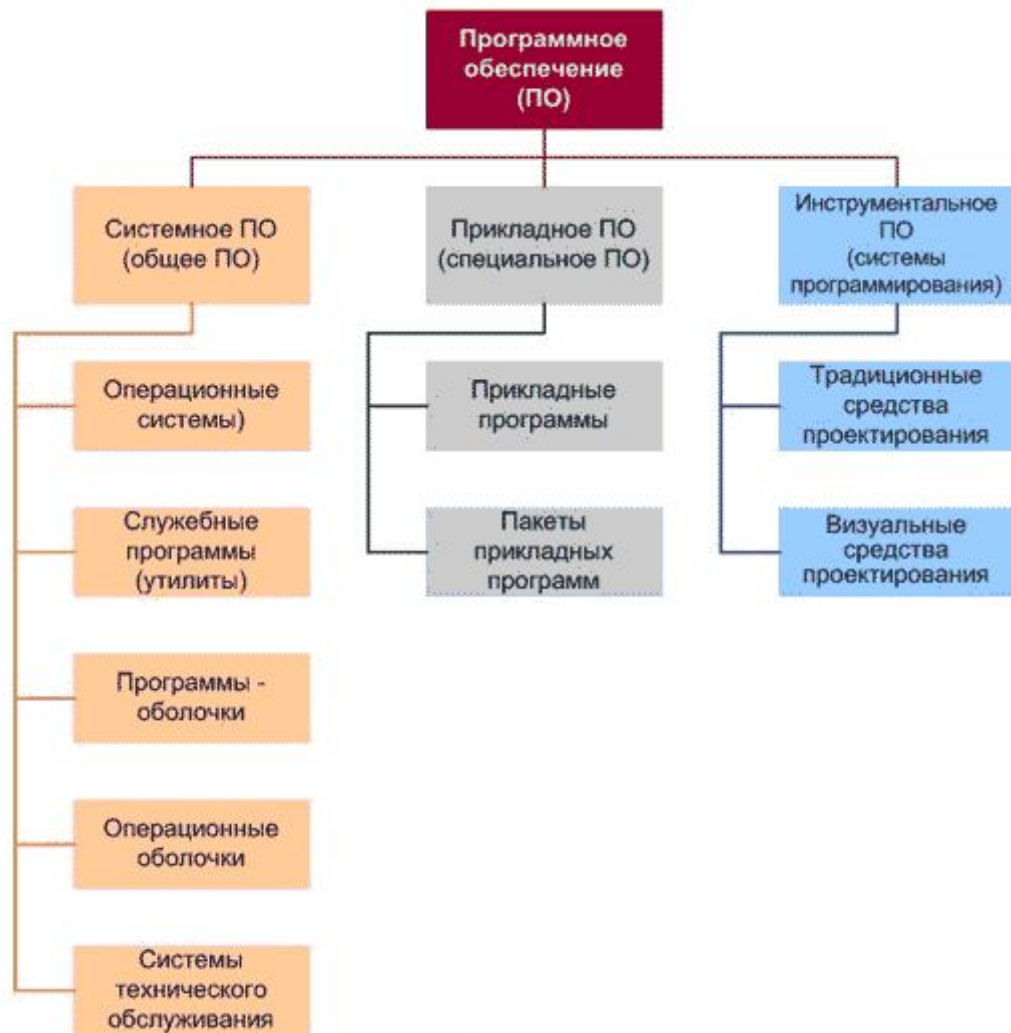 Программное
обеспечение
(ПО)
Системное ПО
(общее ПО)
Операционные
системы)
Служебные
программы
(утилиты)
Программы -
оболочки
Операционные
оболочки
Системы
технического
обслуживания
Прикладное ПО
(специальное ПО)
Прикладные
программы
Пакеты
прикладных
программ
Инструментальное
ПО
(системы
программирования)
Традиционные
средства
проектирования
Визуальные
средства
проектирования